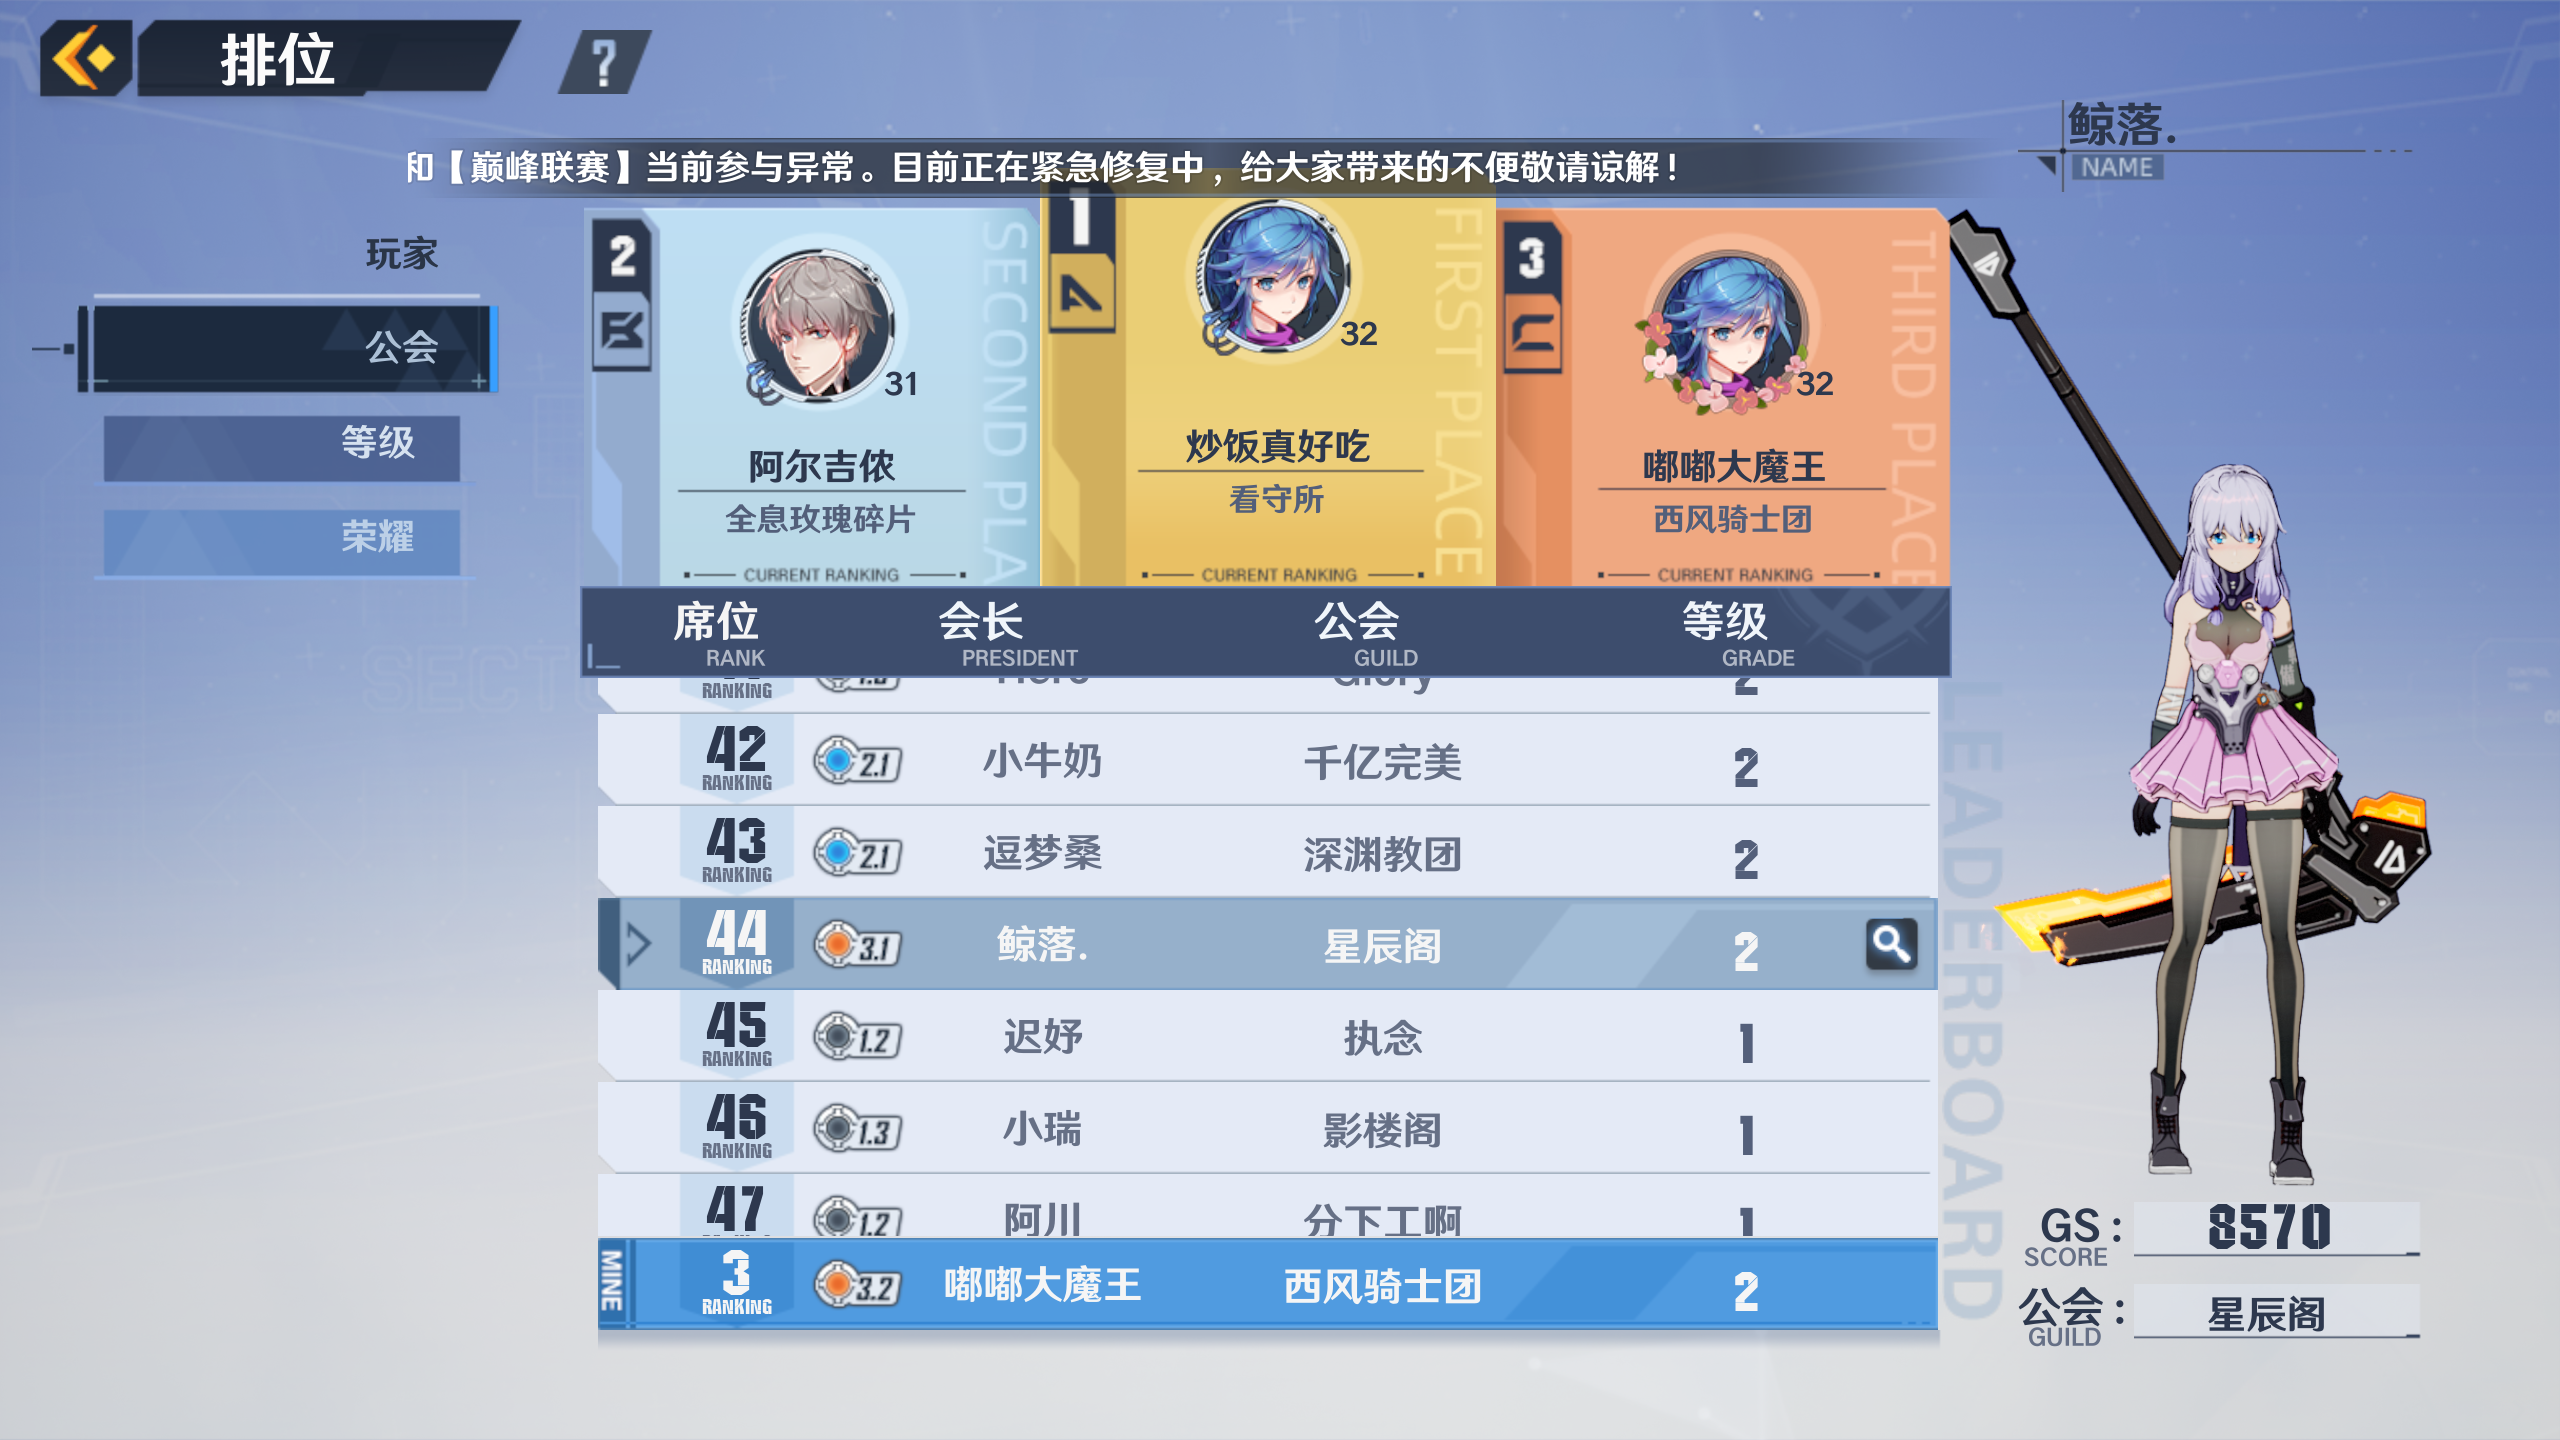 排位
?
鲸落.
NAME
和【巅峰联赛】当前参与异常。目前正在紧急修复中，给大家带来的不便敬请谅解！
玩家
公会
等级
荣耀
2
31
阿尔吉侬
全息玫瑰碎片
CURRENT RANKING
SECOND PLA
1
32
炒饭真好吃
看守所
CURRENT RANKING
FIRST PLACE
3
32
嘟嘟大魔王
西风骑士团
CURRENT RANKING
THIRD PLACE
席位 会长 公会 等级
RANK PRESIDENT GUILD GRADE
RANKING Hero Glory 2
42 RANKING 2.1 小牛奶 千亿完美 2
43 RANKING 2.1 逗梦桑 深渊教团 2
44 RANKING 3.1 鲸落. 星辰阁 2
45 RANKING 1.2 迟妤 执念 1
46 RANKING 1.3 小瑞 影楼阁 1
47 1.2 阿川 分下工啊 1
MINE 3 RANKING 3.2 嘟嘟大魔王 西风骑士团 2
LEADERBOARD
GS: 8570
SCORE
公会: 星辰阁
GUILD